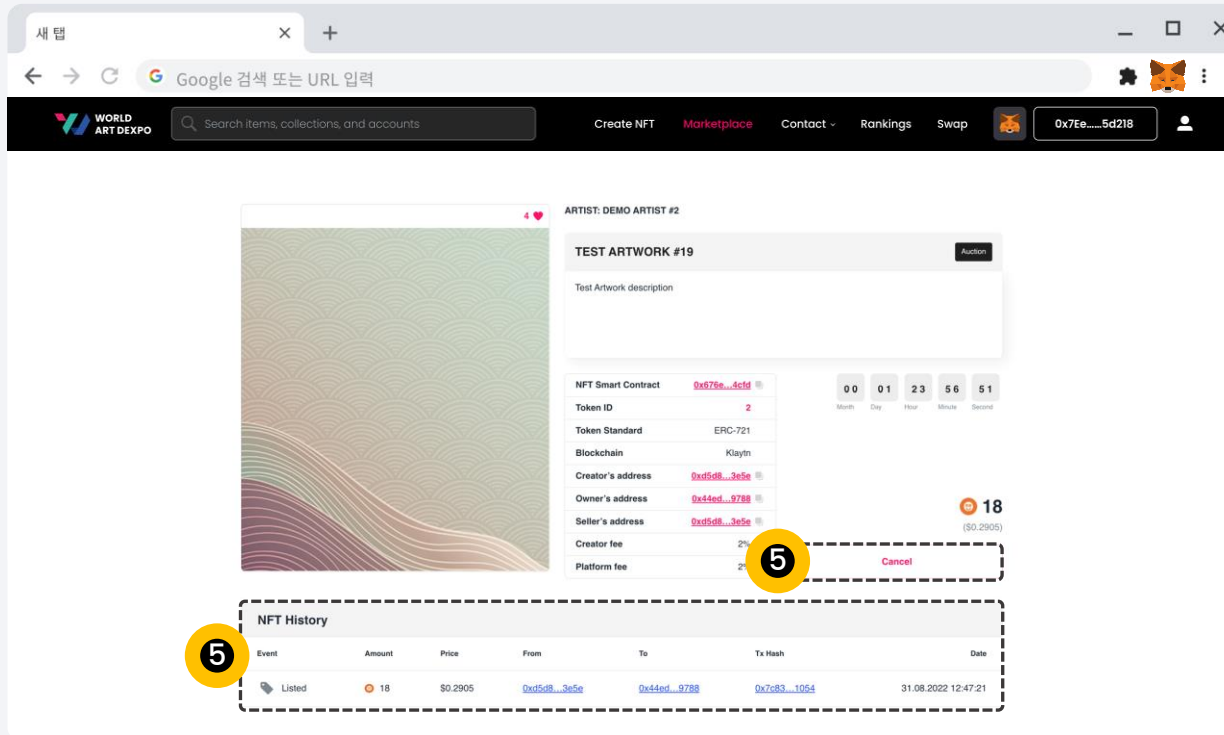 새 탭
Google 검색 또는 URL 입력
WORLD
ART DEXPO
Search items, collections, and accounts
Create NFT
Marketplace
Contact
Rankings
Swap
0x7Ee......5d218
4
ARTIST: DEMO ARTIST #2
TEST ARTWORK #19
Auction
Test Artwork description
NFT Smart Contract 0x676e...4cfd
Token ID 2
Token Standard ERC-721
Blockchain Klaytn
Creator's address 0xd5d8...3e5e
Owner's address 0x44ed...9788
Seller's address 0xd5d8...3e5e
Creator fee 2%
Platform fee 2%
00 01 23 56 51
Month Day Hour Minute Second
18
($0.2905)
5
Cancel
5
NFT History
Event Amount Price From To Tx Hash Date
Listed 18 $0.2905 0xd5d8...3e5e 0x44ed...9788 0x7c83...1054 31.08.2022 12:47:21